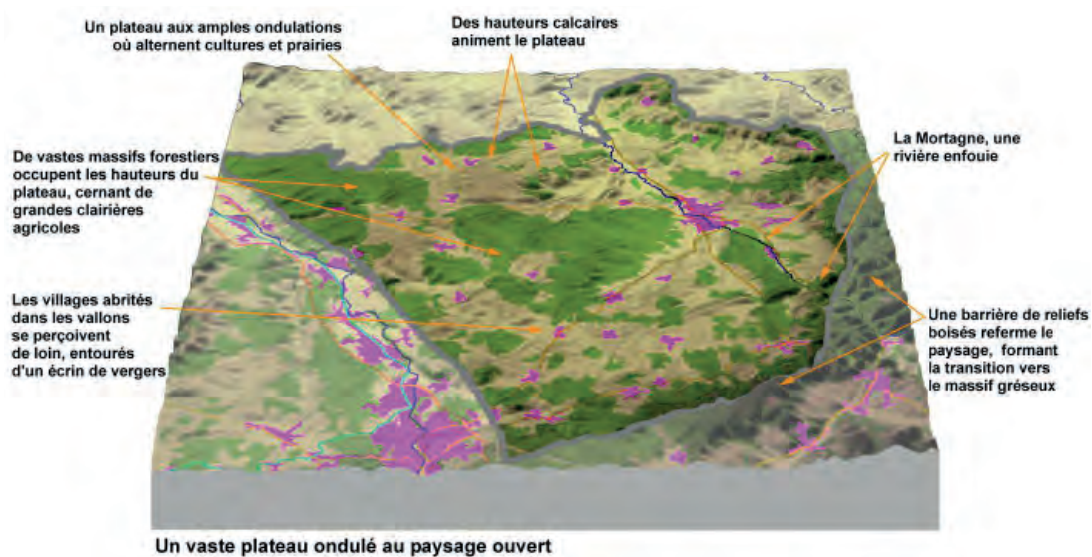 Un plateau aux amples ondulations
où alternent cultures et prairies
Des hauteurs calcaires
animent le plateau
De vastes massifs forestiers
occupent les hauteurs du
plateau, cernant de
grandes clairières
agricoles
La Mortagne, une
rivière enfouie
Les villages abrités
dans les vallons
se perçoivent
de loin, entourés
d'un écrin de vergers
Une barrière de reliefs
boisés referme le
paysage, formant
la transition vers
le massif gréseux
Un vaste plateau ondulé au paysage ouvert